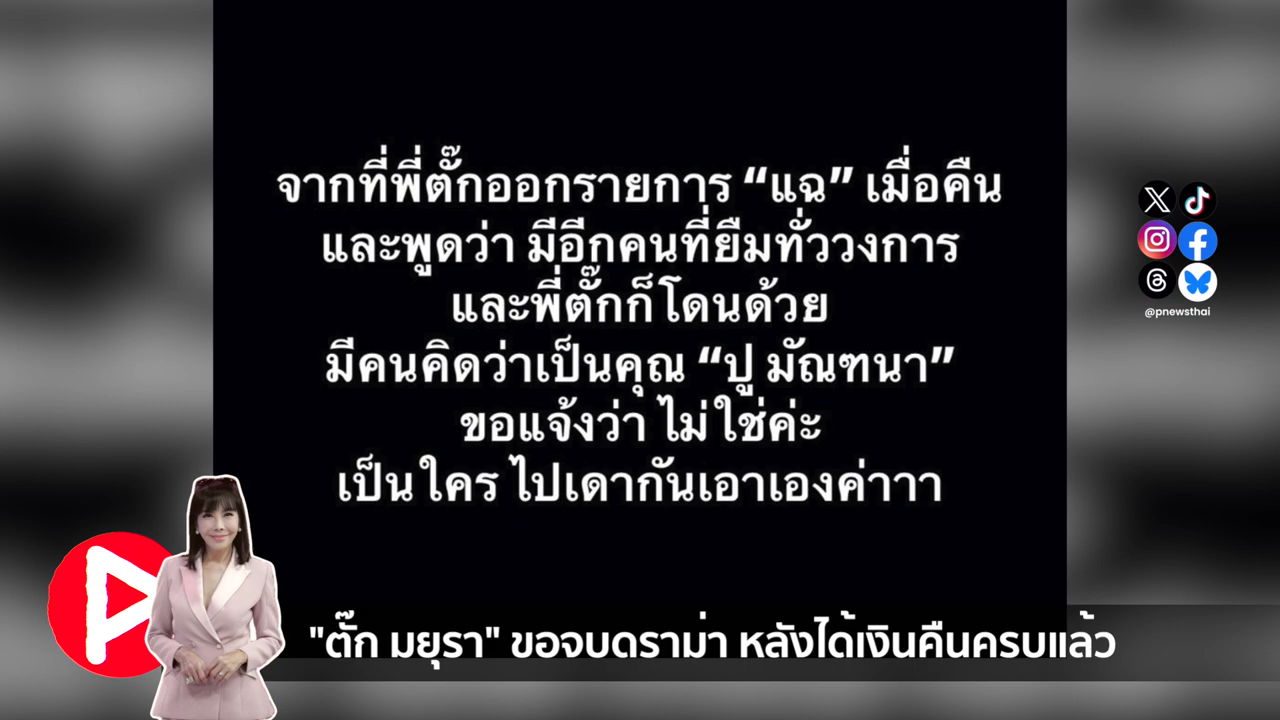 จากที่พี่ตั๊กออกรายการ “แฉ” เมื่อคืน
และพูดว่า มีอีกคนที่ยืมทั่ววงการ
และพี่ตั๊กก็โดนด้วย
มีคนคิดว่าเป็นคุณ “ปู มัณฑนา”
ขอแจ้งว่า ไม่ใช่ค่ะ
เป็นใคร ไปเดากันเอาเองค่าาา
@pnewsthai
"ตั๊ก มยุรา" ขอจบดราม่า หลังได้เงินคืนครบแล้ว